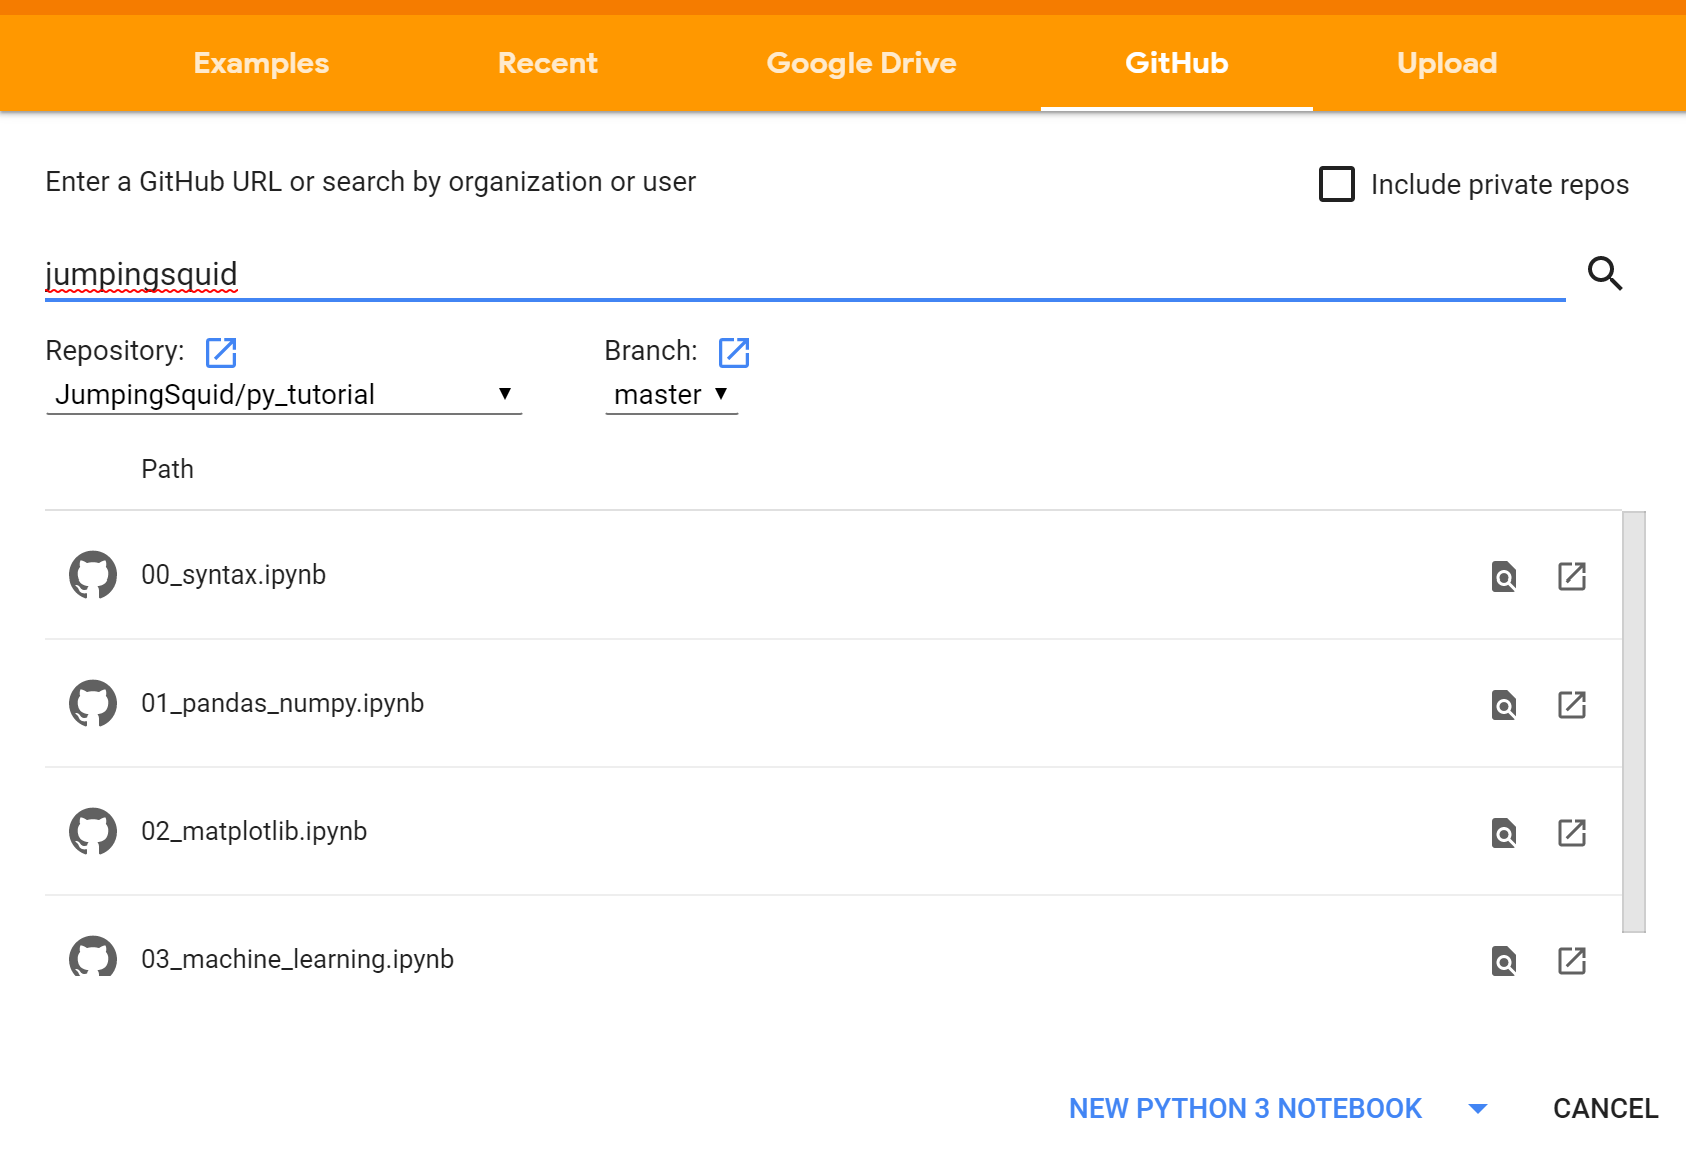 Examples Recent Google Drive GitHub Upload
Enter a GitHub URL or search by organization or user
Include private repos
jumpingsquid
Repository: Branch:
JumpingSquid/py_tutorial master
Path
00_syntax.ipynb
01_pandas_numpy.ipynb
02_matplotlib.ipynb
03_machine_learning.ipynb
NEW PYTHON 3 NOTEBOOK CANCEL